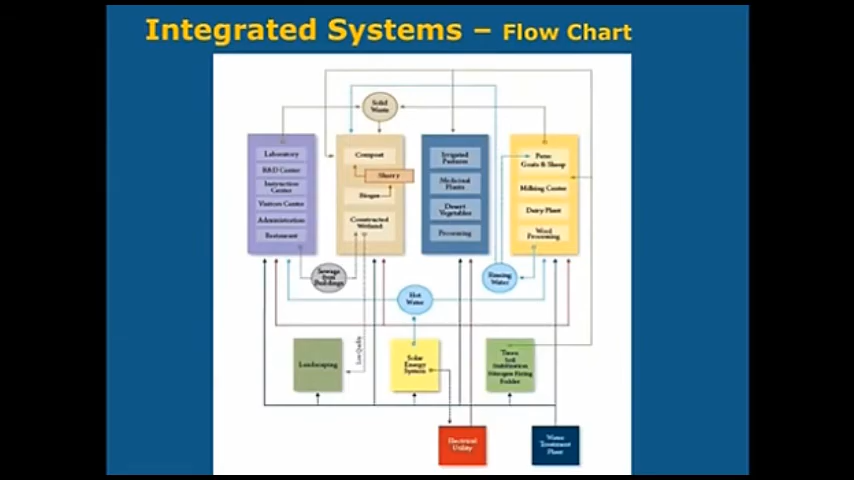 Integrated Systems – Flow Chart
Solid
Waste
Laboratory
R&D Center
Instruction
Center
Visitors Center
Administration
Restaurant
Compost
Slurry
Biogas
Constructed
Wetland
Irrigated
Pastures
Medicinal
Plants
Desert
Vegetables
Processing
Goats & Sheep
Milking Center
Dairy Plant
Wool
Processing
Sewage
from
Buildings
Hot
Water
Rinsing
Water
Landscaping
Low Quality
Solar
Energy
System
Trees
Soil
Stabilization
Nitrogen Fixing
Fodder
Electrical
Utility
Water
Treatment
Plant